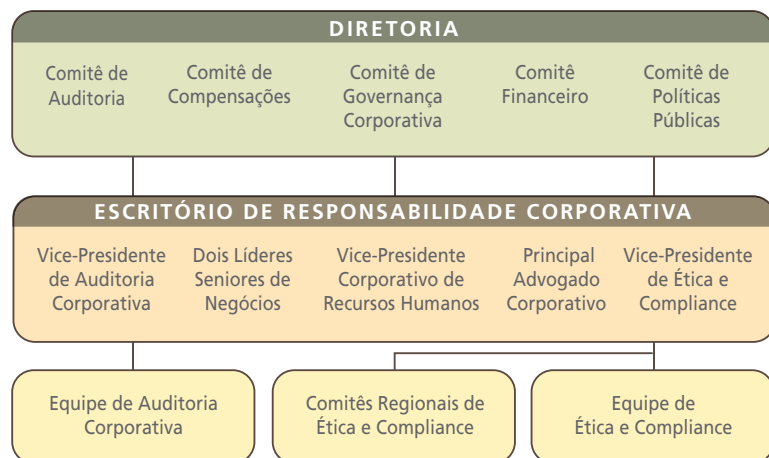 DIRETORIA
Comitê de
Auditoria
Comitê de
Compensações
Comitê de
Governança
Corporativa
Comitê
Financeiro
Comitê de
Políticas
Públicas
ESCRITÓRIO DE RESPONSABILIDADE CORPORATIVA
Vice-Presidente
de Auditoria
Corporativa
Dois Líderes
Seniores de
Negócios
Vice-Presidente
Corporativo de
Recursos Humanos
Principal
Advogado
Corporativo
Vice-Presidente
de Ética e
Compliance
Equipe de Auditoria
Corporativa
Comitês Regionais de
Ética e Compliance
Equipe de
Ética e Compliance